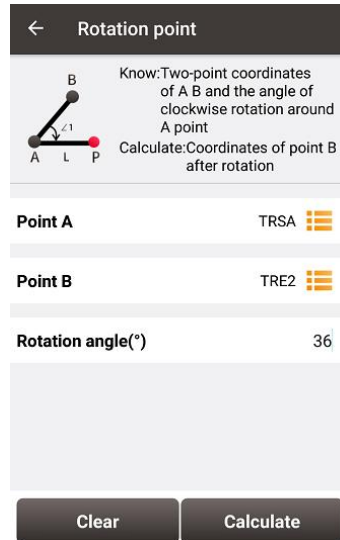 ← Rotation point
Know:Two-point coordinates
of A B and the angle of
clockwise rotation around
A point
Calculate:Coordinates of point B
after rotation
B
∠1
A L P
Point A TRSA
Point B TRE2
Rotation angle(°) 36
Clear Calculate